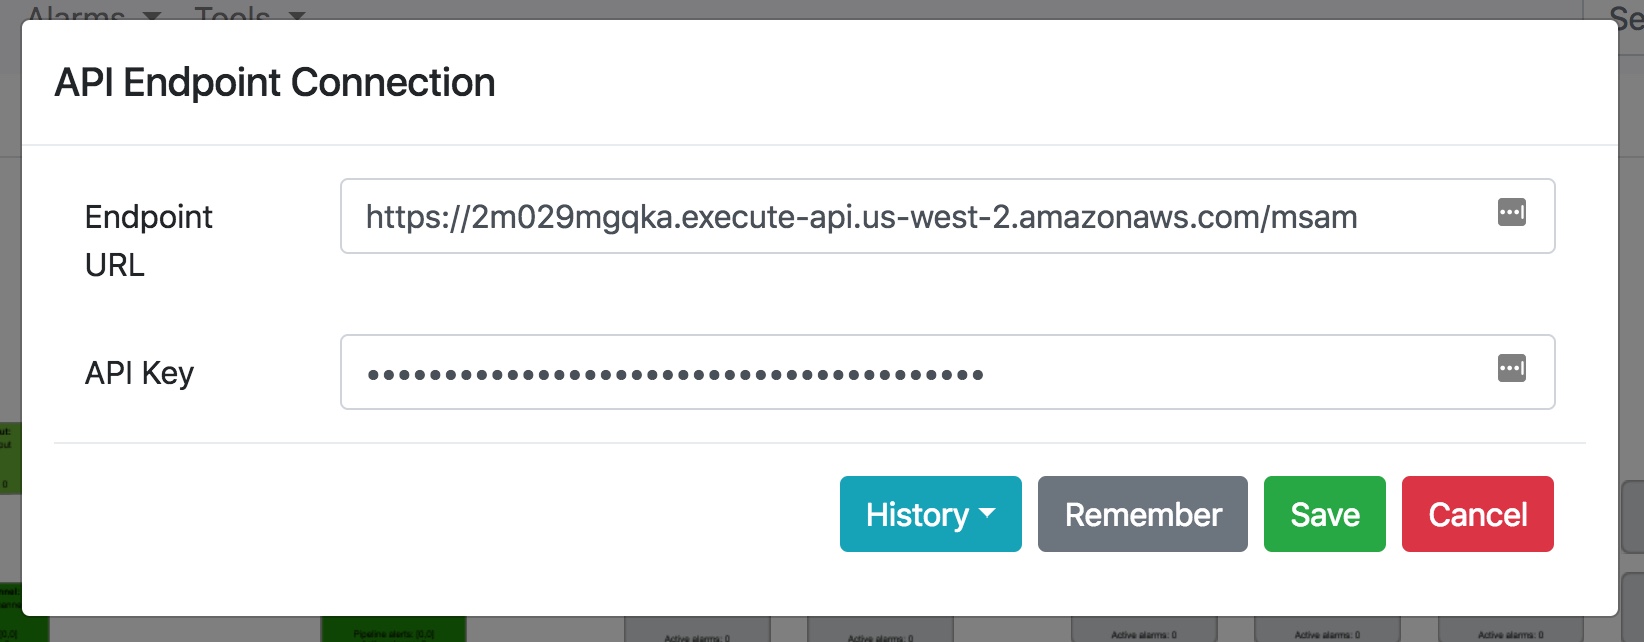 Alarms Tools Se
API Endpoint Connection
Endpoint
URL
https://2m029mgqka.execute-api.us-west-2.amazonaws.com/msam
API Key
••••••••••••••••••••••••••••••••••••••••
History Remember Save Cancel
Pipeline alerts: [0,0] Active alarms: 0 Active alarms: 0 Active alarms: 0 Active alarms: 0 Active alarms: 0